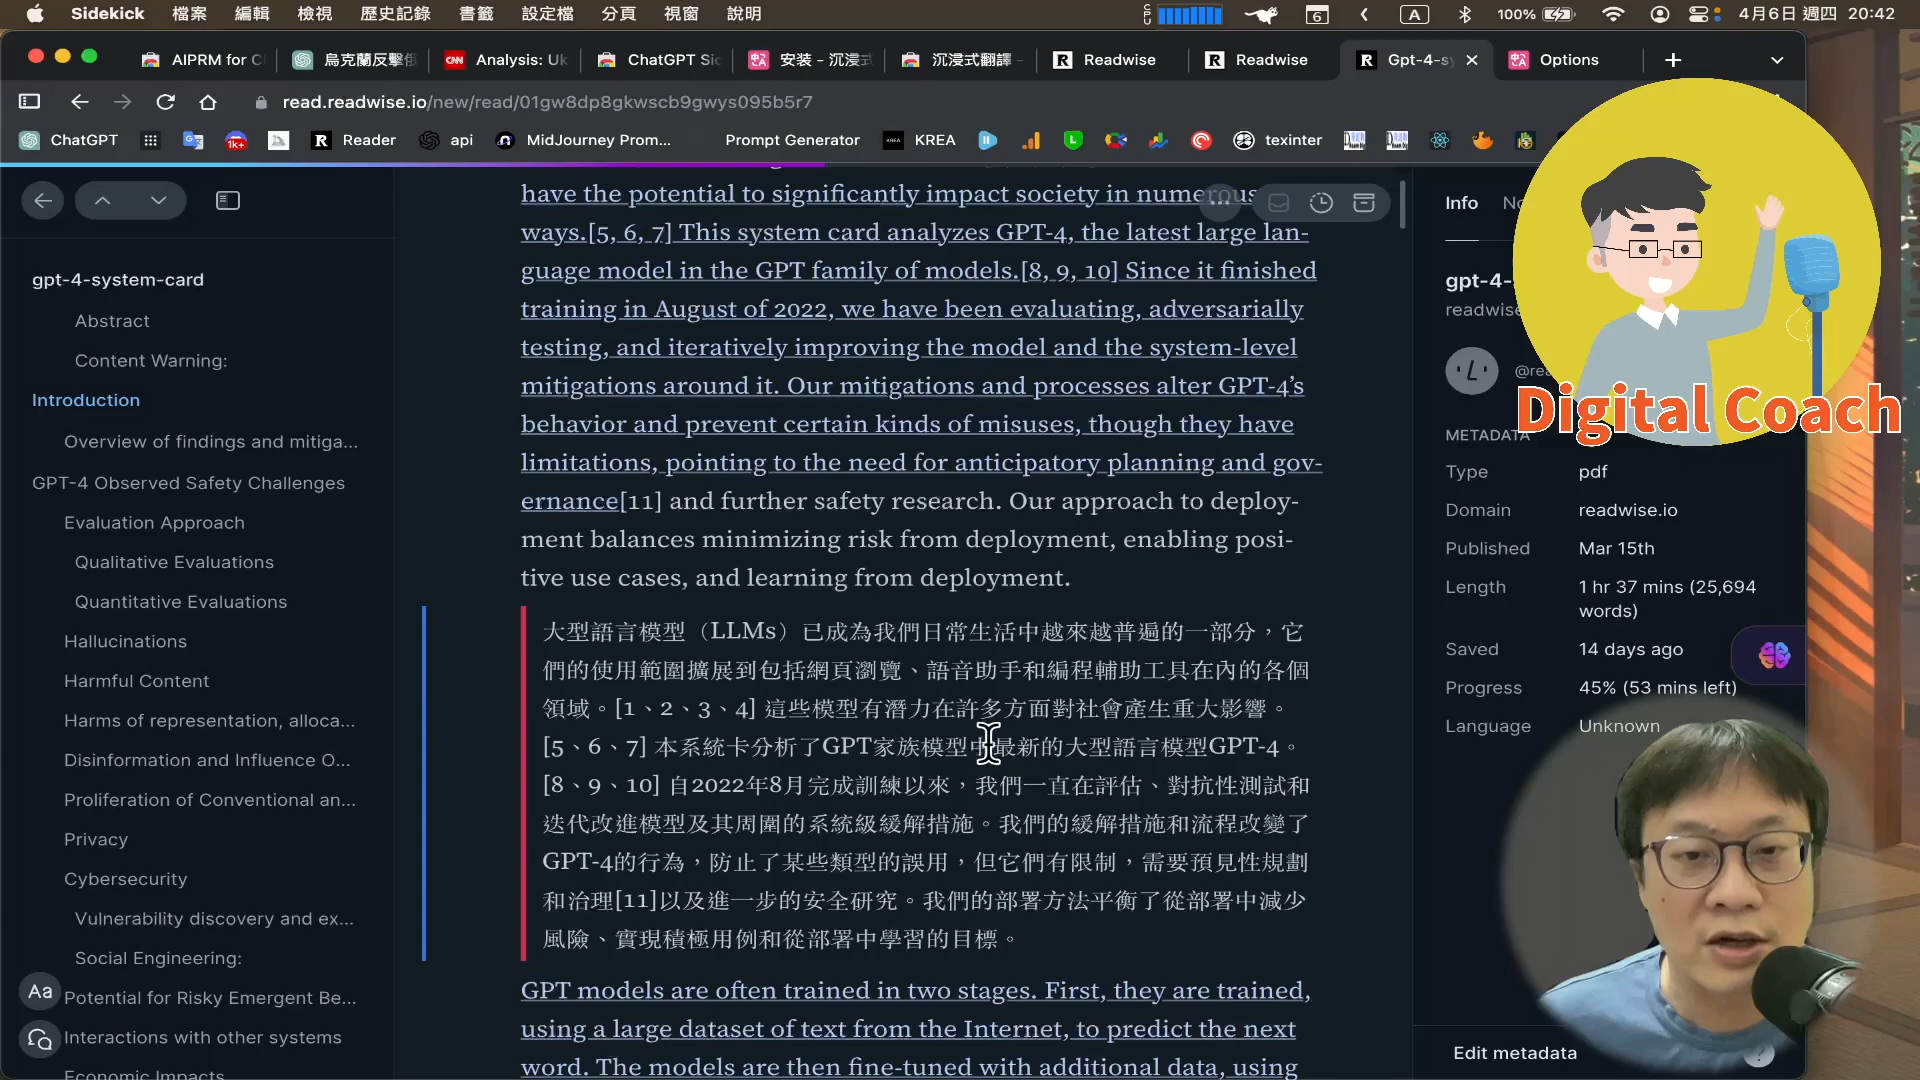 Sidekick 檔案 編輯 檢視 歷史記錄 書籤 設定檔 分頁 視窗 說明
6 A 100% 4月6日 週四 20:42
AIPRM for C 烏克蘭反擊俄 CNN Analysis: Uk ChatGPT Sid 安装 - 沉浸式 沉浸式翻譯 - Readwise Readwise Gpt-4-sy Options
read.readwise.io/new/read/01gw8dp8gkwscb9gwys095b5r7
ChatGPT 1k+ Reader api MidJourney Prom... Prompt Generator KREA KREA texinter
have the potential to significantly impact society in numerous
ways.[5, 6, 7] This system card analyzes GPT-4, the latest large lan-
guage model in the GPT family of models.[8, 9, 10] Since it finished
training in August of 2022, we have been evaluating, adversarially
testing, and iteratively improving the model and the system-level
mitigations around it. Our mitigations and processes alter GPT-4's
behavior and prevent certain kinds of misuses, though they have
limitations, pointing to the need for anticipatory planning and gov-
ernance[11] and further safety research. Our approach to deploy-
ment balances minimizing risk from deployment, enabling posi-
tive use cases, and learning from deployment.
大型語言模型（LLMs）已成為我們日常生活中越來越普遍的一部分，它
們的使用範圍擴展到包括網頁瀏覽、語音助手和編程輔助工具在內的各個
領域。[1、2、3、4] 這些模型有潛力在許多方面對社會產生重大影響。
[5、6、7] 本系統卡分析了GPT家族模型中最新的大型語言模型GPT-4。
[8、9、10] 自2022年8月完成訓練以來，我們一直在評估、對抗性測試和
迭代改進模型及其周圍的系統級緩解措施。我們的緩解措施和流程改變了
GPT-4的行為，防止了某些類型的誤用，但它們有限制，需要預見性規劃
和治理[11]以及進一步的安全研究。我們的部署方法平衡了從部署中減少
風險、實現積極用例和從部署中學習的目標。
GPT models are often trained in two stages. First, they are trained,
using a large dataset of text from the Internet, to predict the next
word. The models are then fine-tuned with additional data, using
gpt-4-system-card
Abstract
Content Warning:
Introduction
Overview of findings and mitiga...
GPT-4 Observed Safety Challenges
Evaluation Approach
Qualitative Evaluations
Quantitative Evaluations
Hallucinations
Harmful Content
Harms of representation, alloca...
Disinformation and Influence O...
Proliferation of Conventional an...
Privacy
Cybersecurity
Vulnerability discovery and ex...
Social Engineering:
Potential for Risky Emergent Be...
Interactions with other systems
Economic Impacts
Aa
Info No
gpt-4-
readwise
@rea
Digital Coach
METADATA
Type pdf
Domain readwise.io
Published Mar 15th
Length 1 hr 37 mins (25,694
words)
Saved 14 days ago
Progress 45% (53 mins left)
Language Unknown
Edit metadata
?